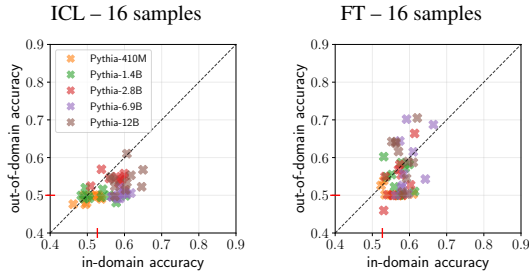 ICL – 16 samples
FT – 16 samples
0.9
0.8
0.7
0.6
0.5
0.4
out-of-domain accuracy
Pythia-410M
Pythia-1.4B
Pythia-2.8B
Pythia-6.9B
Pythia-12B
0.4 0.5 0.6 0.7 0.8 0.9
in-domain accuracy
0.9
0.8
0.7
0.6
0.5
0.4
out-of-domain accuracy
0.4 0.5 0.6 0.7 0.8 0.9
in-domain accuracy